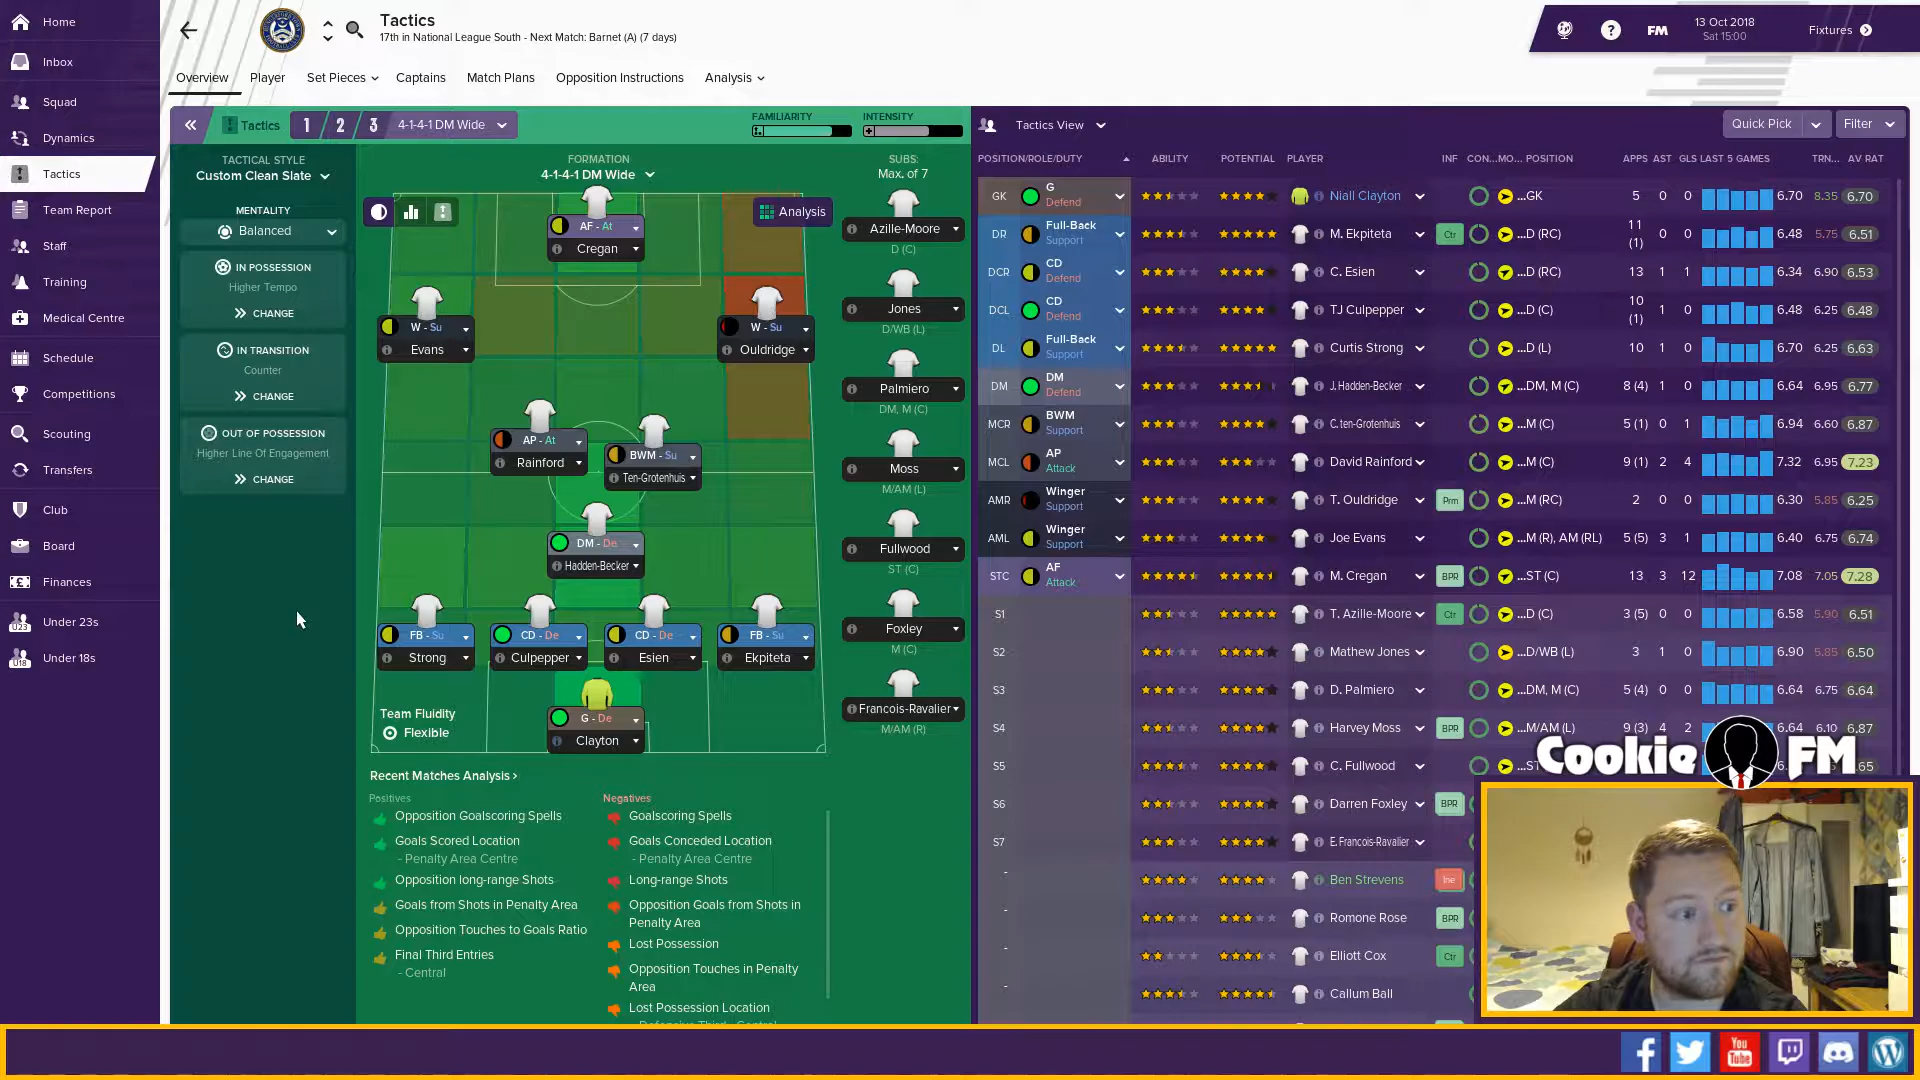 Home
Inbox
Squad
Dynamics
Tactics
Team Report
Staff
Training
Medical Centre
Schedule
Competitions
Scouting
Transfers
Club
Board
Finances
Under 23s
Under 18s
Tactics
17th in National League South - Next Match: Barnet (A) (7 days)
FM
13 Oct 2018
Sat 15:00
Fixtures
Overview Player Set Pieces Captains Match Plans Opposition Instructions Analysis
Tactics 1 2 3 4-1-4-1 DM Wide
FAMILIARITY INTENSITY
TACTICAL STYLE
Custom Clean Slate
MENTALITY
Balanced
IN POSSESSION
Higher Tempo
CHANGE
IN TRANSITION
Counter
CHANGE
OUT OF POSSESSION
Higher Line Of Engagement
CHANGE
FORMATION
4-1-4-1 DM Wide
Analysis
AF - At
Cregan
W - Su
Evans
W - Su
Ouldridge
AP - At
Rainford
BWM - Su
Ten-Grotenhuis
DM - De
Hadden-Becker
FB - Su
Strong
CD - De
Culpepper
CD - De
Esien
FB - Su
Ekpiteta
G - De
Clayton
Team Fluidity
Flexible
SUBS:
Max. of 7
Azille-Moore
D (C)
Jones
D/WB (L)
Palmiero
DM, M (C)
Moss
M/AM (L)
Fullwood
ST (C)
Foxley
M (C)
Francois-Ravalier
M/AM (R)
Recent Matches Analysis >
Positives
Opposition Goalscoring Spells
Goals Scored Location
- Penalty Area Centre
Opposition long-range Shots
Goals from Shots in Penalty Area
Opposition Touches to Goals Ratio
Final Third Entries
- Central
Negatives
Goalscoring Spells
Goals Conceded Location
- Penalty Area Centre
Long-range Shots
Opposition Goals from Shots in
Penalty Area
Lost Possession
Opposition Touches in Penalty
Area
Lost Possession Location
- Defensive Third - Central
Tactics View
Quick Pick
Filter
POSITION/ROLE/DUTY ABILITY POTENTIAL PLAYER INF CON... MO... POSITION APPS AST GLS LAST 5 GAMES TRN... AV RAT
GK G Defend Niall Clayton ...GK 5 0 0 6.70 8.35 6.70
DR Full-Back Support M. Ekpiteta Ctr ...D (RC) 11 (1) 0 0 6.48 5.75 6.51
DCR CD Defend C. Esien ...D (RC) 13 1 1 6.34 6.90 6.53
DCL CD Defend TJ Culpepper ...D (C) 10 (1) 1 0 6.48 6.25 6.48
DL Full-Back Support Curtis Strong ...D (L) 10 1 0 6.70 6.25 6.63
DM DM Defend J. Hadden-Becker ...DM, M (C) 8 (4) 1 0 6.64 6.95 6.77
MCR BWM Support C. ten-Grotenhuis ...M (C) 5 (1) 0 1 6.94 6.60 6.87
MCL AP Attack David Rainford ...M (C) 9 (1) 2 4 7.32 6.95 7.23
AMR Winger Support T. Ouldridge Prm ...M (RC) 2 0 0 6.30 5.85 6.25
AML Winger Support Joe Evans ...M (R), AM (RL) 5 (5) 3 1 6.40 6.75 6.74
STC AF Attack M. Cregan BPR ...ST (C) 13 3 12 7.08 7.05 7.28
S1 T. Azille-Moore Ctr ...D (C) 3 (5) 0 0 6.58 5.90 6.51
S2 Mathew Jones ...D/WB (L) 3 1 0 6.90 5.85 6.50
S3 D. Palmiero ...DM, M (C) 5 (4) 0 0 6.64 6.75 6.64
S4 Harvey Moss BPR ...M/AM (L) 9 (3) 4 2 6.64 6.10 6.87
S5 C. Fullwood
S6 Darren Foxley BPR
S7 E. Francois-Ravalier
- Ben Strevens Ine
- Romone Rose BPR
- Elliott Cox Ctr
- Callum Ball
Cookie FM
You Tube